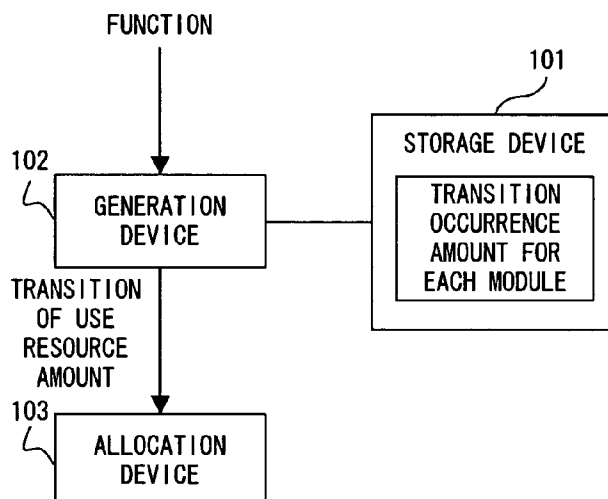 FUNCTION
101
STORAGE DEVICE
TRANSITION
OCCURRENCE
AMOUNT FOR
EACH MODULE
102
GENERATION
DEVICE
TRANSITION
OF USE
RESOURCE
AMOUNT
103
ALLOCATION
DEVICE